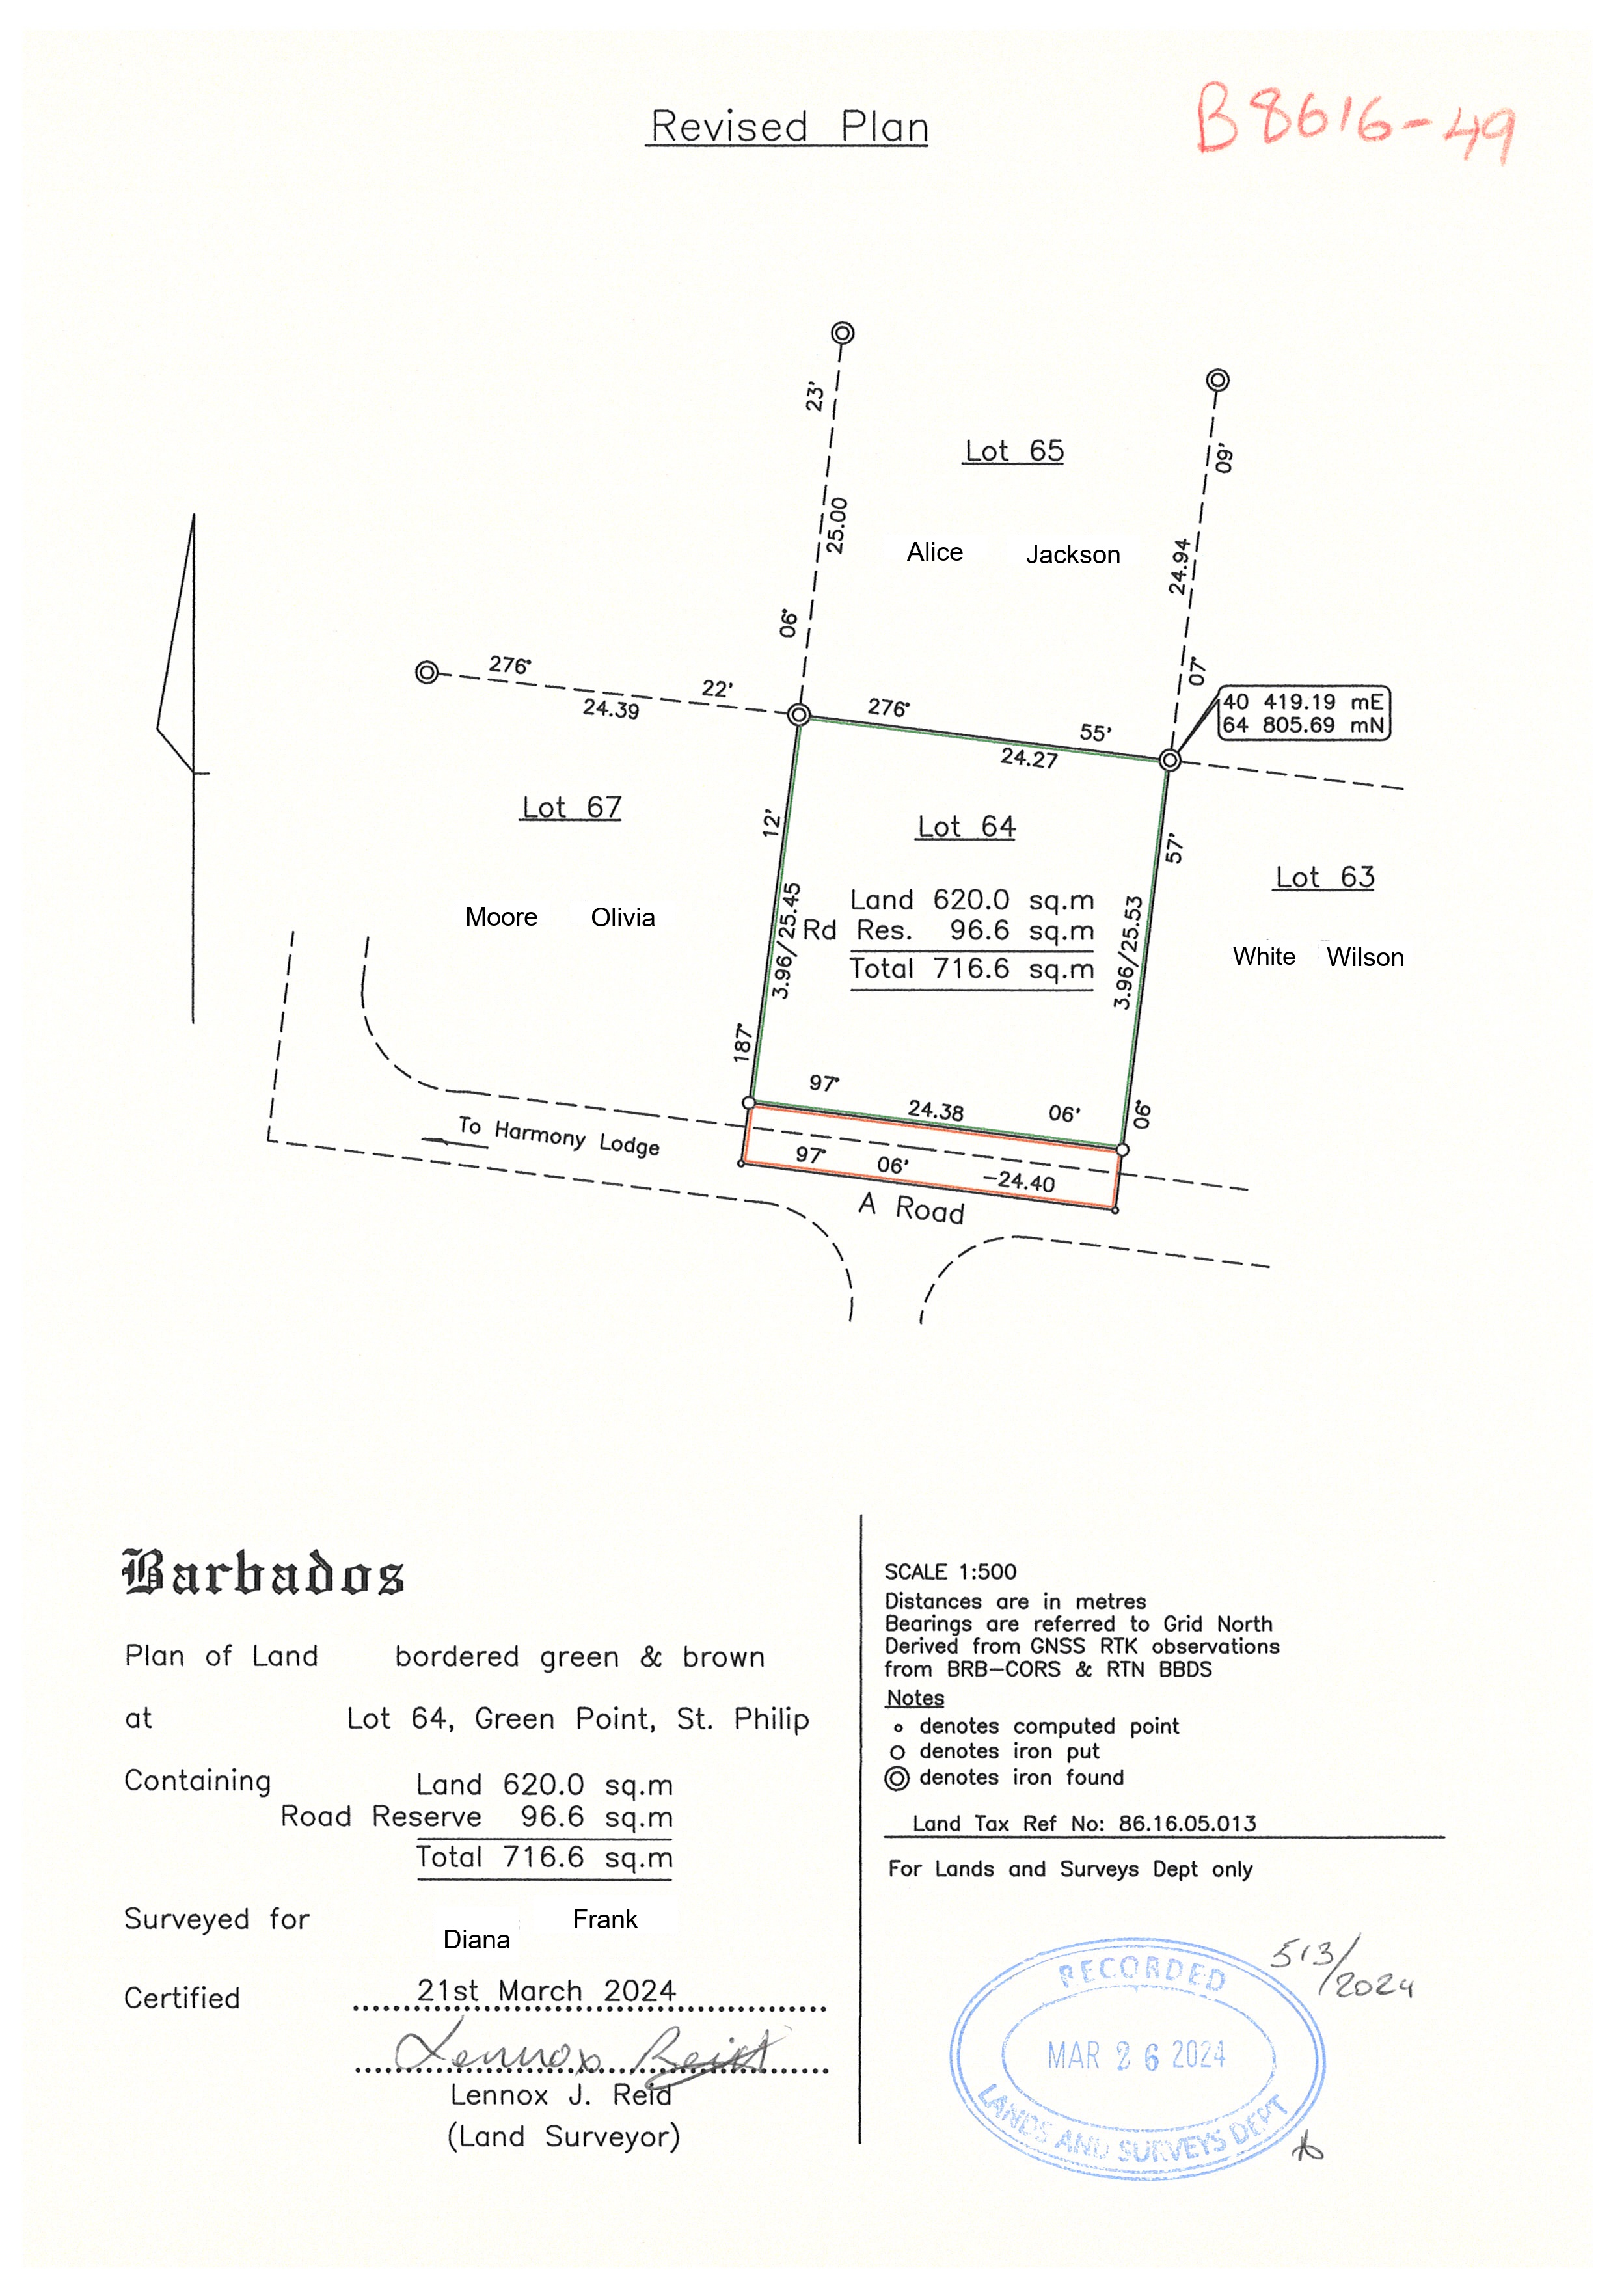 Revised Plan
B8616-49
23'
Lot 65
09'
25.00
Alice Jackson
24.94
06°
276°
22'
24.39
07°
276°
55'
24.27
40 419.19 mE
64 805.69 mN
Lot 67
12'
Lot 64
57'
Lot 63
Moore Olivia
3.96/25.45
Land 620.0 sq.m
Rd Res. 96.6 sq.m
Total 716.6 sq.m
3.96/25.53
White Wilson
187°
97°
24.38
06'
06°
To Harmony Lodge
97°
06'
-24.40
A Road
Barbados
Plan of Land bordered green & brown
at Lot 64, Green Point, St. Philip
Containing Land 620.0 sq.m
Road Reserve 96.6 sq.m
Total 716.6 sq.m
Surveyed for Diana Frank
Certified 21st March 2024
Lennox Reid
Lennox J. Reid
(Land Surveyor)
SCALE 1:500
Distances are in metres
Bearings are referred to Grid North
Derived from GNSS RTK observations
from BRB-CORS & RTN BBDS
Notes
denotes computed point
denotes iron put
denotes iron found
Land Tax Ref No: 86.16.05.013
For Lands and Surveys Dept only
513/2024
RECORDED
MAR 26 2024
LANDS AND SURVEYS DEPT